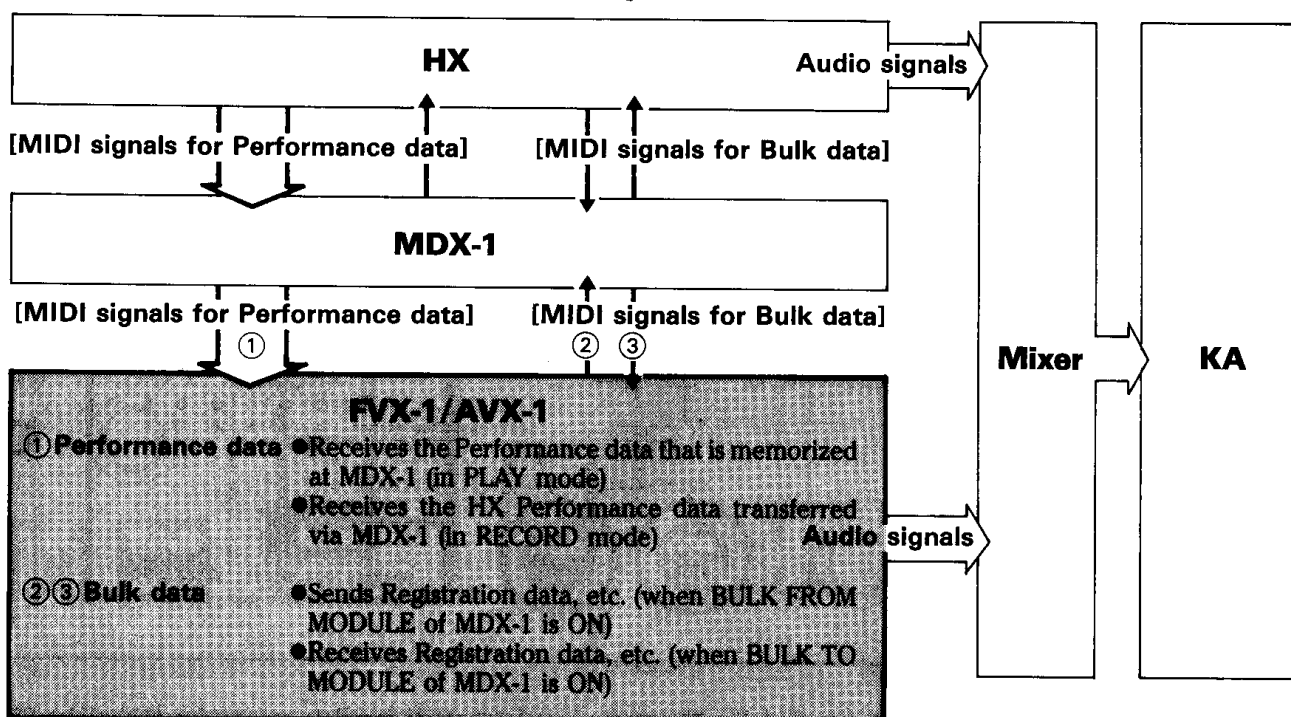 HX
Audio signals
[MIDI signals for Performance data] [MIDI signals for Bulk data]
MDX-1
[MIDI signals for Performance data] [MIDI signals for Bulk data]
① ② ③
Mixer
KA
FVX-1/AVX-1
①Performance data ●Receives the Performance data that is memorized
at MDX-1 (in PLAY mode)
●Receives the HX Performance data transferred
via MDX-1 (in RECORD mode)
Audio signals
②③Bulk data ●Sends Registration data, etc. (when BULK FROM
MODULE of MDX-1 is ON)
●Receives Registration data, etc. (when BULK TO
MODULE of MDX-1 is ON)